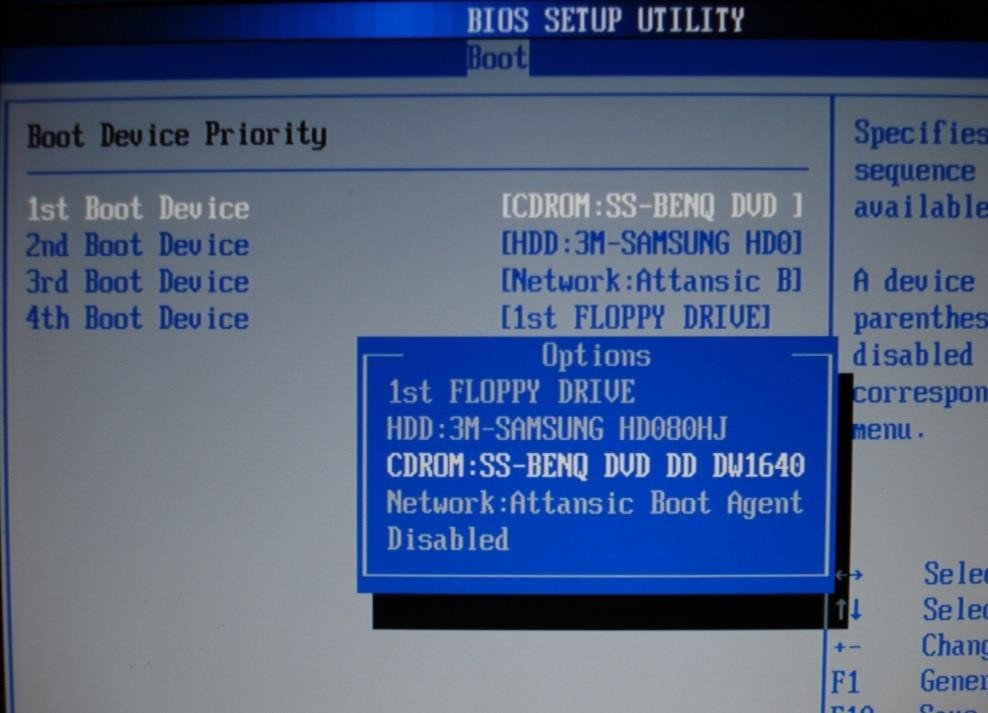 BIOS SETUP UTILITY
Boot
Boot Device Priority
1st Boot Device [CDROM:SS-BENQ DVD ]
2nd Boot Device [HDD:3M-SAMSUNG HD0]
3rd Boot Device [Network:Attansic B]
4th Boot Device [1st FLOPPY DRIVE]
Options
1st FLOPPY DRIVE
HDD:3M-SAMSUNG HD080HJ
CDROM:SS-BENQ DVD DD DW1640
Network:Attansic Boot Agent
Disabled
Specifies
sequence
available
A device
parenthes
disabled
correspon
menu.
←→ Selec
↑↓ Selec
+- Chang
F1 Gener